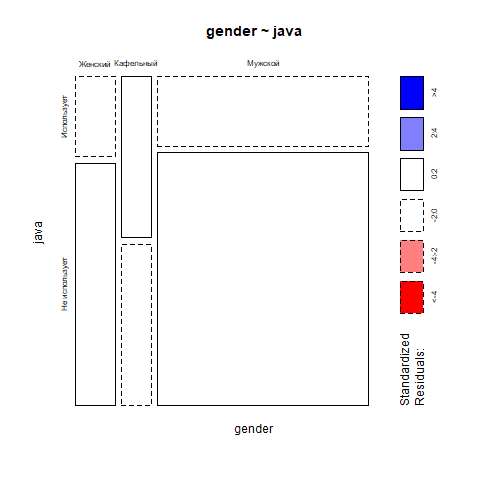 gender ~ java
Женский
Кафельный
Мужской
Использует
Не использует
java
gender
>4
2:4
0:2
-2:0
-4:-2
<-4
Standardized
Residuals: